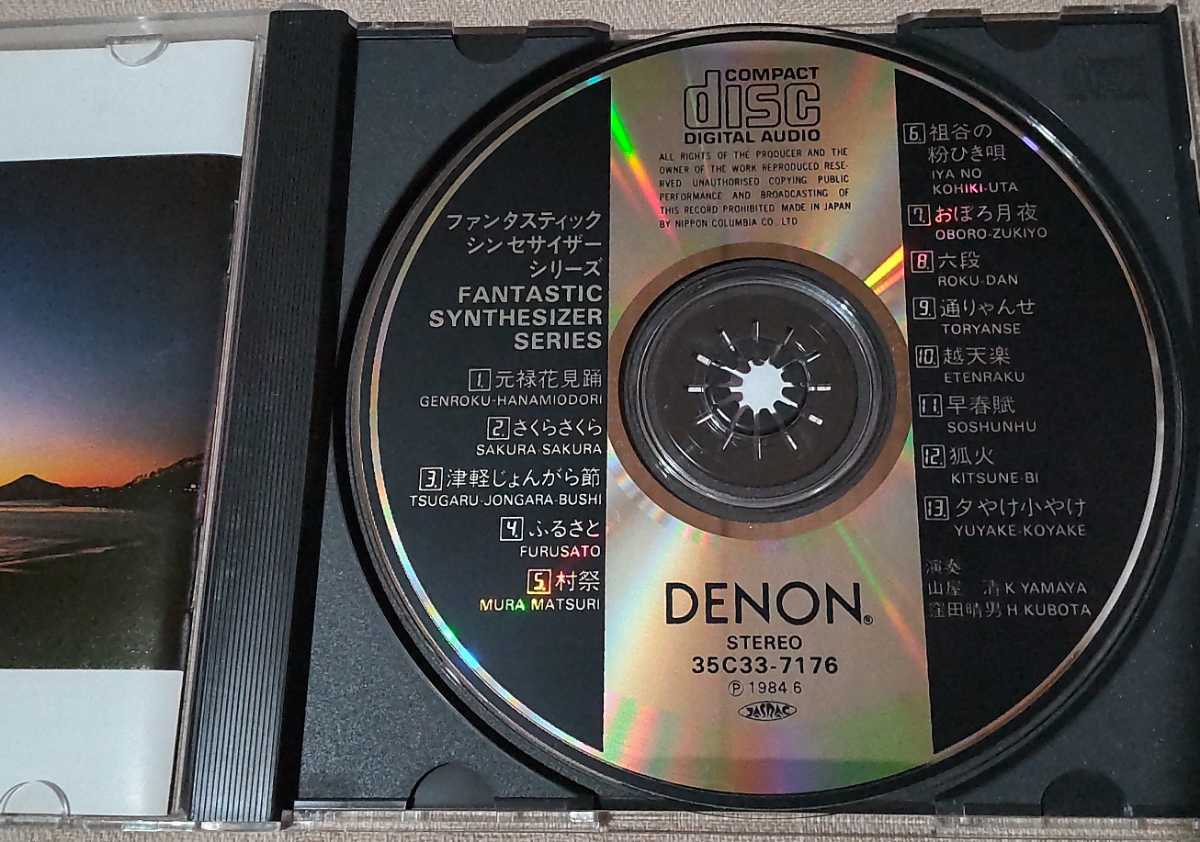 COMPACT
disc
DIGITAL AUDIO
ALL RIGHTS OF THE PRODUCER AND THE
OWNER OF THE WORK REPRODUCED RESE-
RVED UNAUTHORISED COPYING PUBLIC
PERFORMANCE AND BROADCASTING OF
THIS RECORD PROHIBITED MADE IN JAPAN
BY NIPPON COLUMBIA CO. LTD
ファンタスティック
シンセサイザー
シリーズ
FANTASTIC
SYNTHESIZER
SERIES
1. 元禄花見踊
GENROKU-HANAMIODORI
2. さくらさくら
SAKURA-SAKURA
3. 津軽じょんがら節
TSUGARU-JONGARA-BUSHI
4. ふるさと
FURUSATO
5. 村祭
MURA MATSURI
6. 祖谷の
粉ひき唄
IYA NO
KOHIKI-UTA
7. おぼろ月夜
OBORO-ZUKIYO
8. 六段
ROKU-DAN
9. 通りゃんせ
TORYANSE
10. 越天楽
ETENRAKU
11. 早春賦
SOSHUNHU
12. 狐火
KITSUNE-BI
13. 夕やけ小やけ
YUYAKE-KOYAKE
演奏
山屋 清 K YAMAYA
窪田晴男 H KUBOTA
DENON®
STEREO
35C33-7176
Ⓟ 1984 6
JASRAC